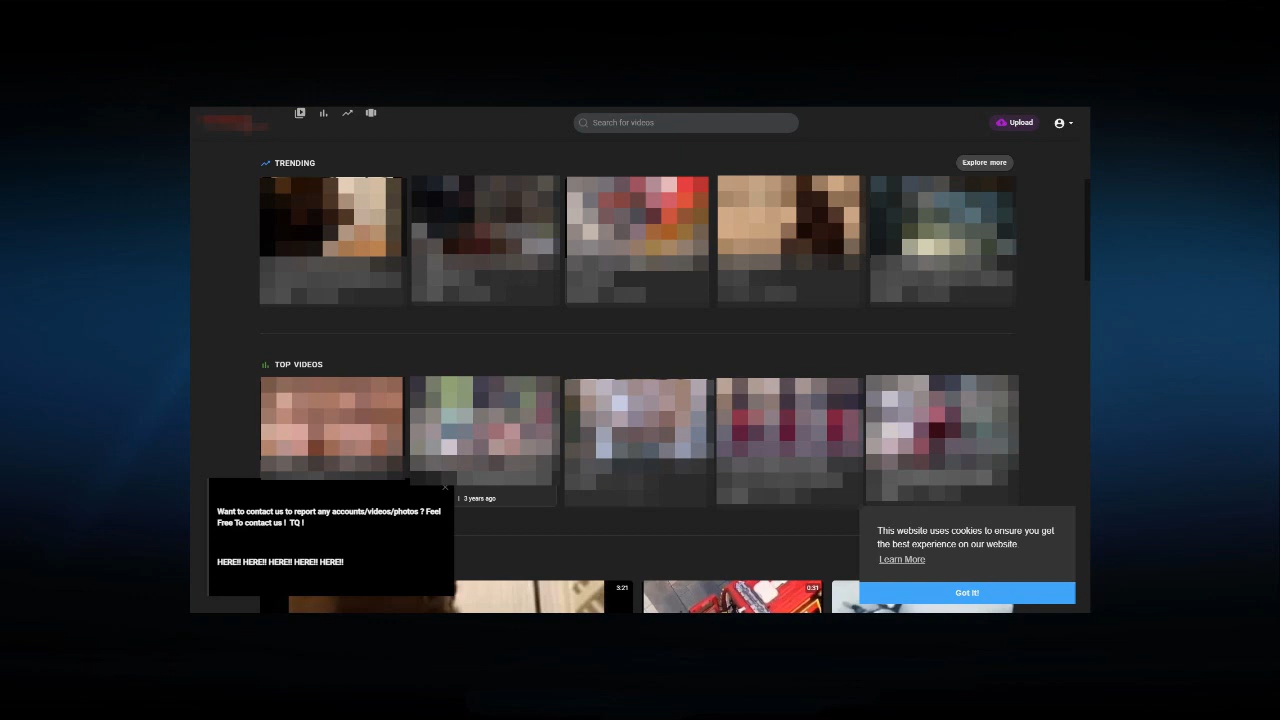 Search for videos
Upload
TRENDING
Explore more
TOP VIDEOS
3 years ago
Want to contact us to report any accounts/videos/photos ? Feel
Free To contact us ! TQ !
HERE!! HERE!! HERE!! HERE!! HERE!!
This website uses cookies to ensure you get
the best experience on our website.
Learn More
Got It!
3:21
0:31